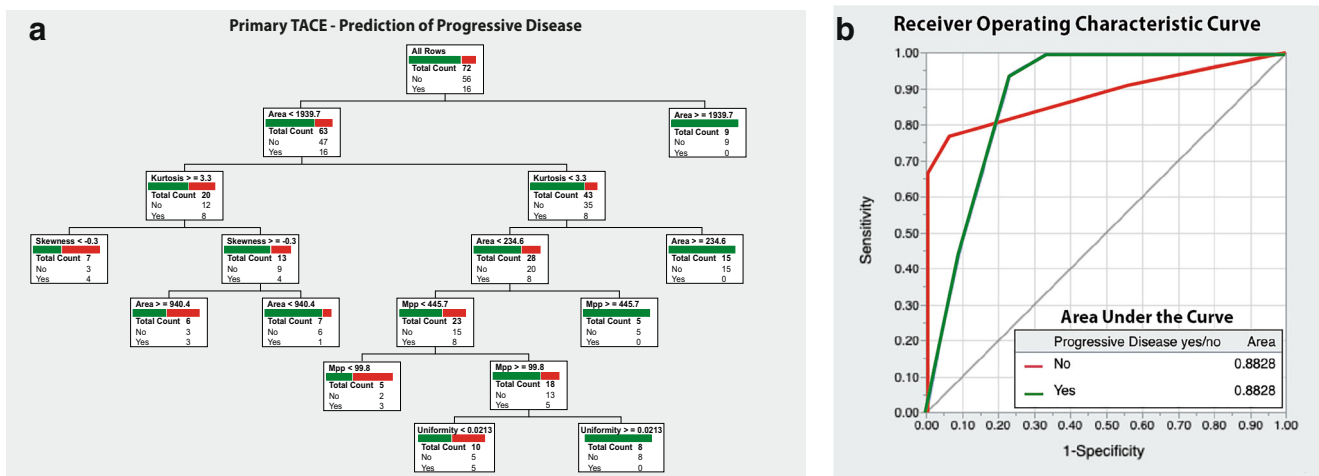 a
Primary TACE - Prediction of Progressive Disease
All Rows
Total Count 72
No 56
Yes 16
Area < 1939.7
Total Count 63
No 47
Yes 16
Area > = 1939.7
Total Count 9
No 9
Yes 0
Kurtosis > = 3.3
Total Count 20
No 12
Yes 8
Kurtosis < 3.3
Total Count 43
No 35
Yes 8
Skewness < -0.3
Total Count 7
No 3
Yes 4
Skewness > = -0.3
Total Count 13
No 9
Yes 4
Area < 234.6
Total Count 28
No 20
Yes 8
Area > = 234.6
Total Count 15
No 15
Yes 0
Area > = 940.4
Total Count 6
No 3
Yes 3
Area < 940.4
Total Count 7
No 6
Yes 1
Mpp < 445.7
Total Count 23
No 15
Yes 8
Mpp > = 445.7
Total Count 5
No 5
Yes 0
Mpp < 99.8
Total Count 5
No 2
Yes 3
Mpp > = 99.8
Total Count 18
No 13
Yes 5
Uniformity < 0.0213
Total Count 10
No 5
Yes 5
Uniformity > = 0.0213
Total Count 8
No 8
Yes 0
b
Receiver Operating Characteristic Curve
Sensitivity
1.00
0.90
0.80
0.70
0.60
0.50
0.40
0.30
0.20
0.10
0.00
Area Under the Curve
Progressive Disease yes/no Area
No 0.8828
Yes 0.8828
0.00 0.10 0.20 0.30 0.40 0.50 0.60 0.70 0.80 0.90 1.00
1-Specificity